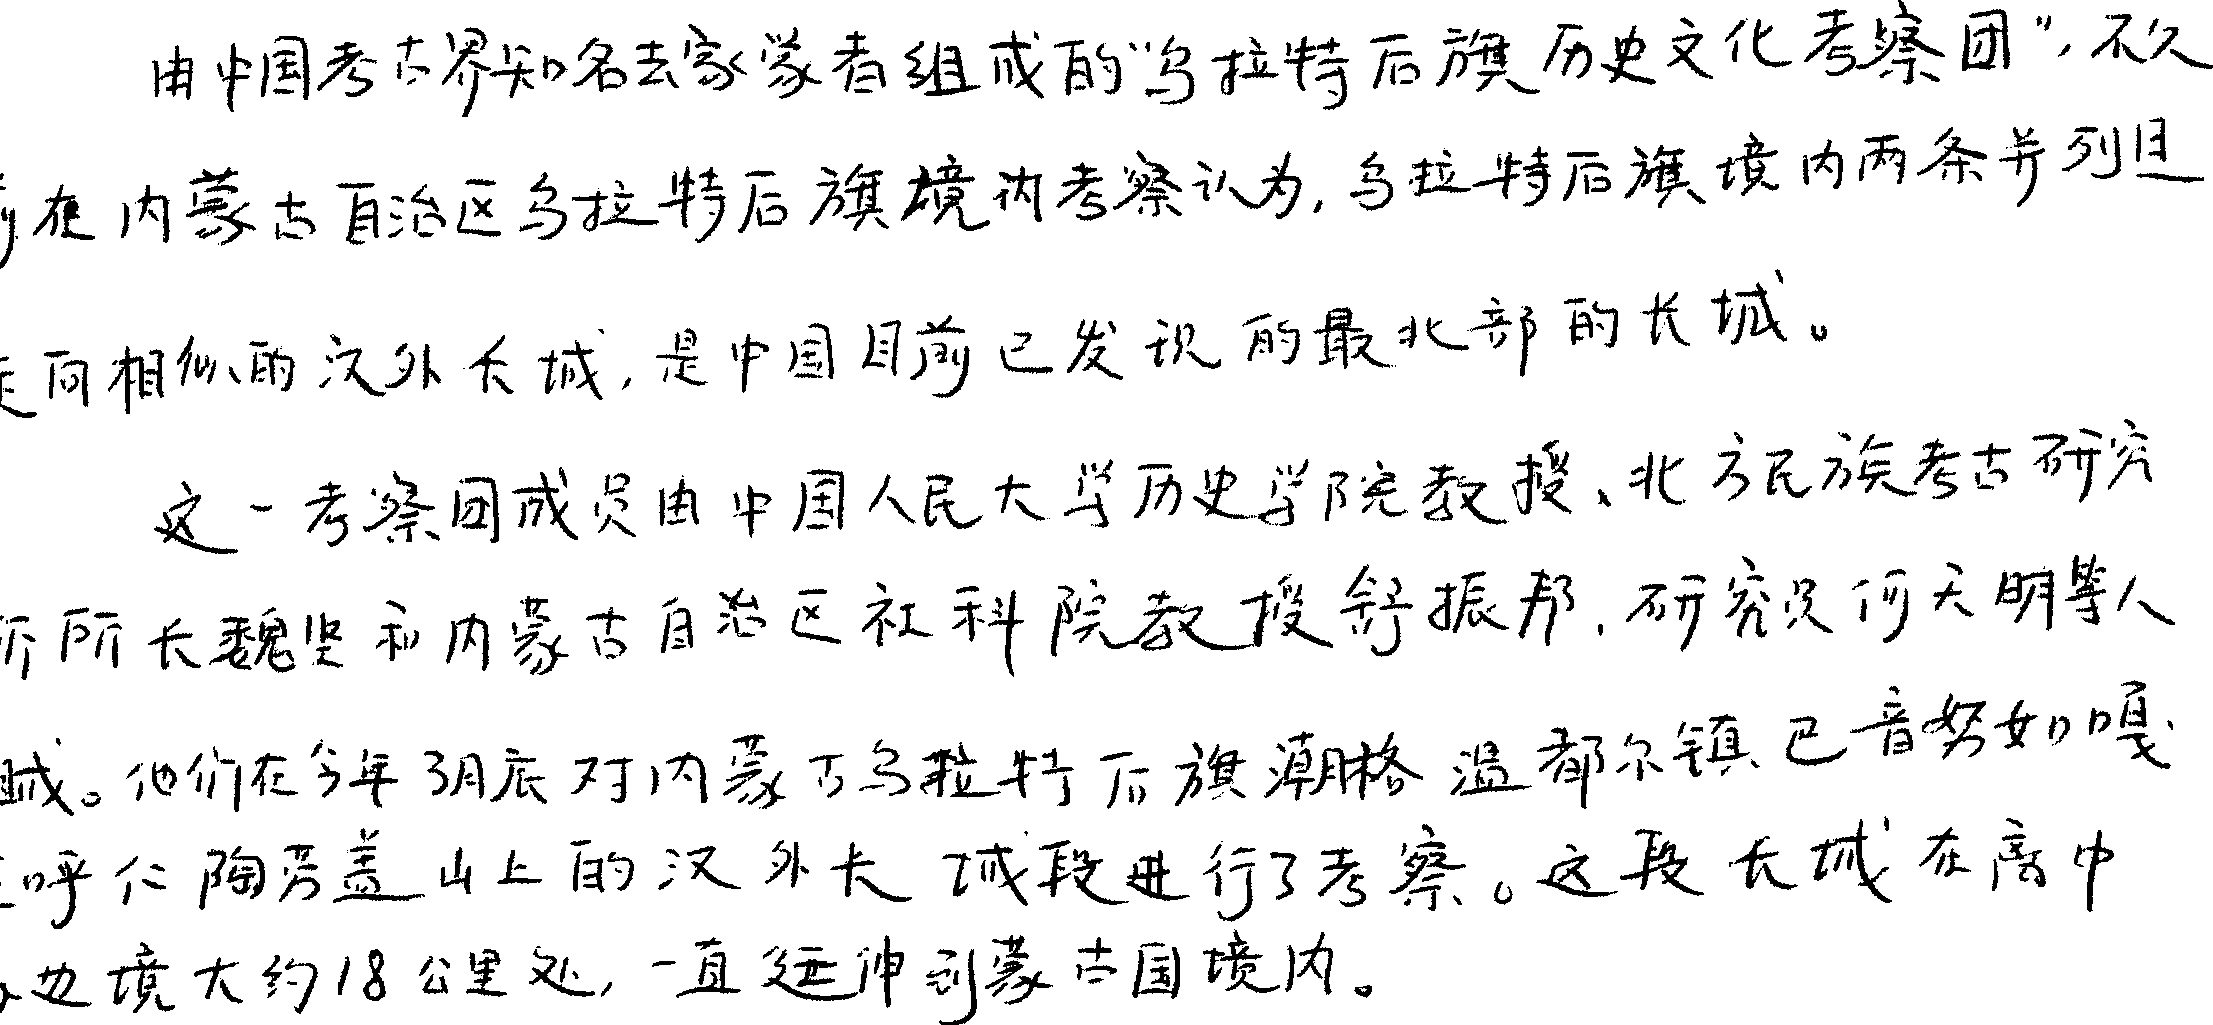 由中国考古界知名去家学者组成的“乌拉特后旗历史文化考察团”,不久
前在内蒙古自治区乌拉特后旗境内考察认为,乌拉特后旗境内两条并列且
走向相似的汉外长城,是中国目前已发现的最北部的长城。
这一考察团成员由中国人民大学历史学院教授、北方民族考古研究
所所长魏坚和内蒙古自治区社科院教授舒振邦、研究员何天明等人
组成。他们在今年3月底对内蒙古乌拉特后旗潮格温都尔镇巴音努如嘎
查呼仁陶勞盖山上的汉外长城段进行了考察。这段长城在离中
边境大约18公里处,一直延伸到蒙古国境内。